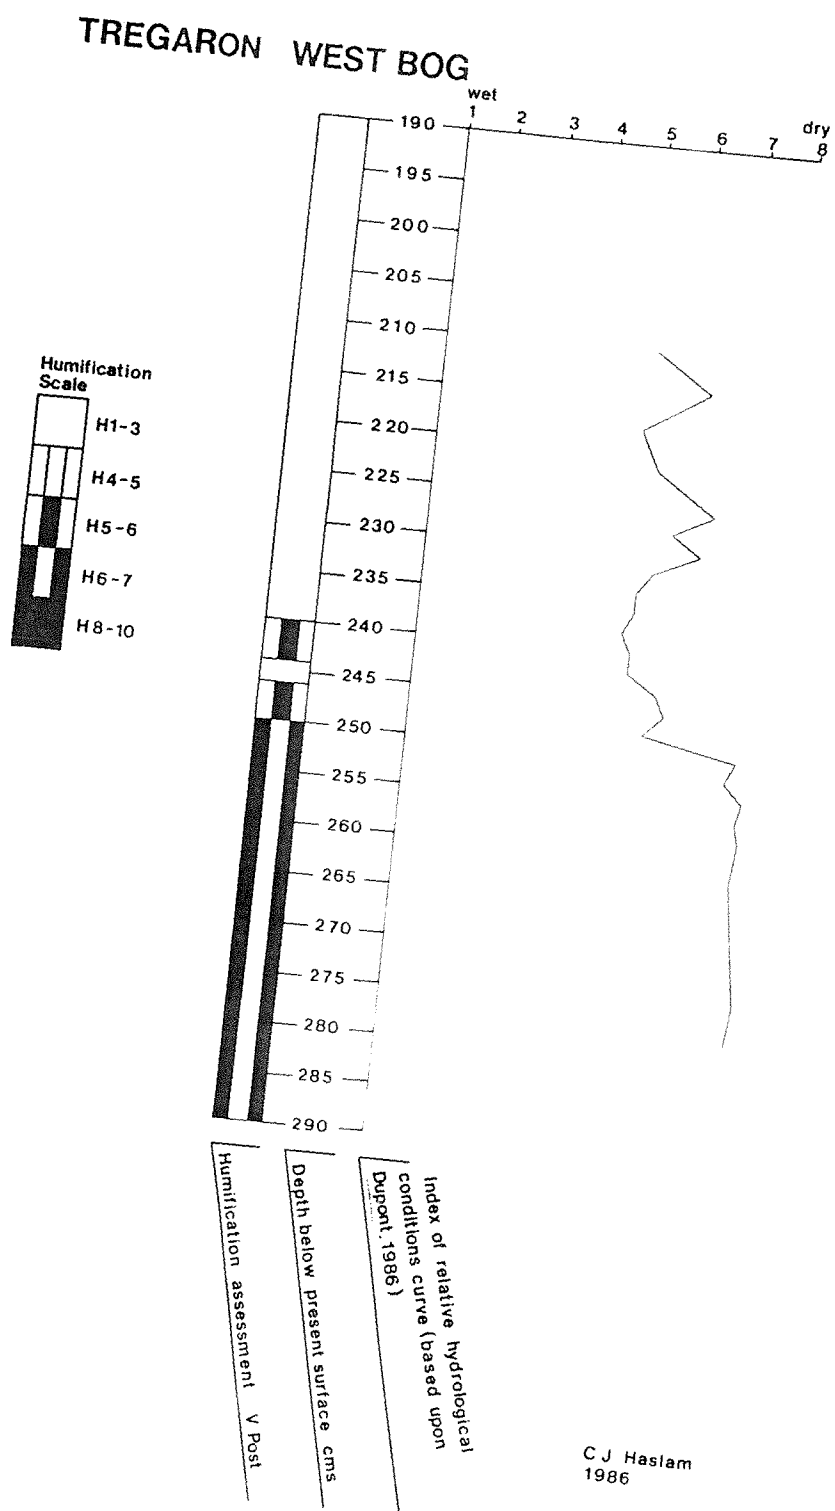 TREGARON WEST BOG
wet
dry
1 2 3 4 5 6 7 8
190
195
200
205
210
215
220
225
230
235
240
245
250
255
260
265
270
275
280
285
290
Humification
Scale
H1-3
H4-5
H5-6
H6-7
H8-10
Humification assessment V Post
Depth below present surface cms
Index of relative hydrological
conditions curve (based upon
Dupont, 1986)
C J Haslam
1986